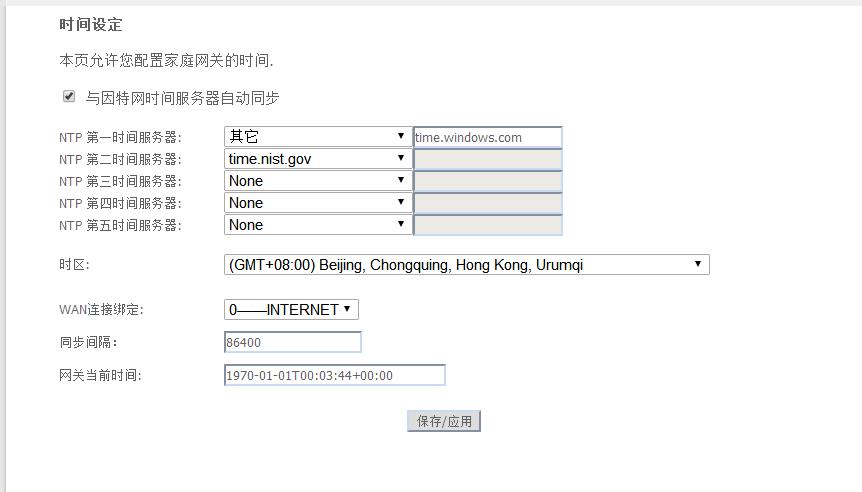 时间设定
本页允许您配置家庭网关的时间.
与因特网时间服务器自动同步
NTP 第一时间服务器: 其它 time.windows.com
NTP 第二时间服务器: time.nist.gov
NTP 第三时间服务器: None
NTP 第四时间服务器: None
NTP 第五时间服务器: None
时区: (GMT+08:00) Beijing, Chongquing, Hong Kong, Urumqi
WAN连接绑定: 0——INTERNET
同步间隔: 86400
网关当前时间: 1970-01-01T00:03:44+00:00
保存/应用